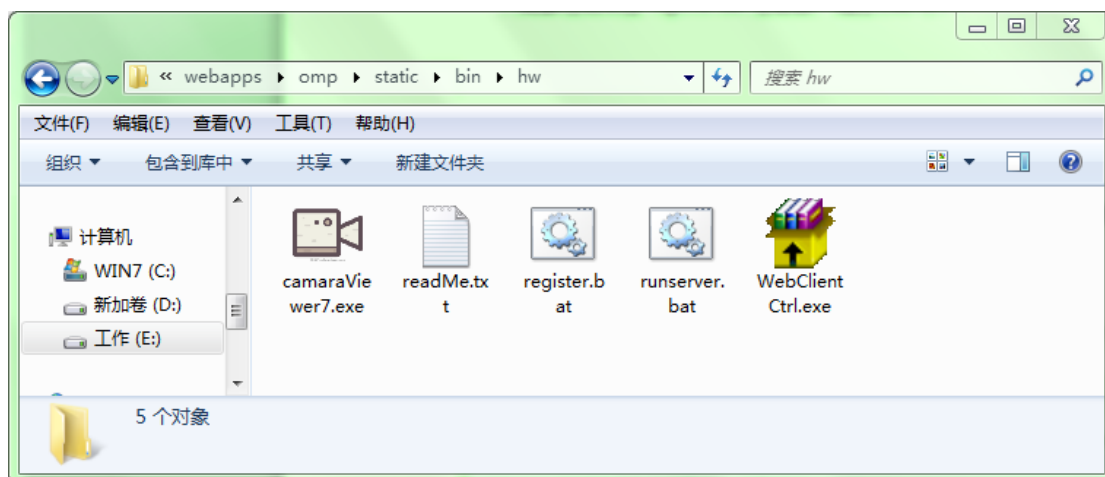 « webapps ▸ omp ▸ static ▸ bin ▸ hw
搜索 hw
文件(F) 编辑(E) 查看(V) 工具(T) 帮助(H)
组织 ▼ 包含到库中 ▼ 共享 ▼ 新建文件夹
计算机
WIN7 (C:)
新加卷 (D:)
工作 (E:)
camaraVie
wer7.exe
readMe.tx
t
register.b
at
runserver.
bat
WebClient
Ctrl.exe
5 个对象